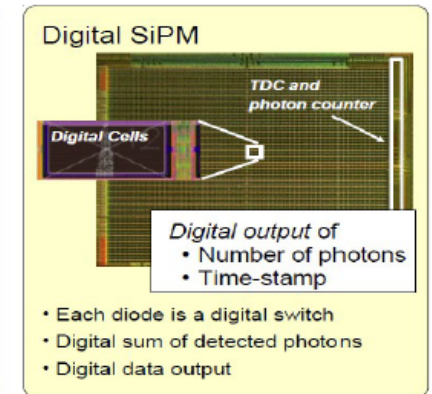 Digital SiPM
TDC and
photon counter
Digital Cells
Digital output of
• Number of photons
• Time-stamp
• Each diode is a digital switch
• Digital sum of detected photons
• Digital data output